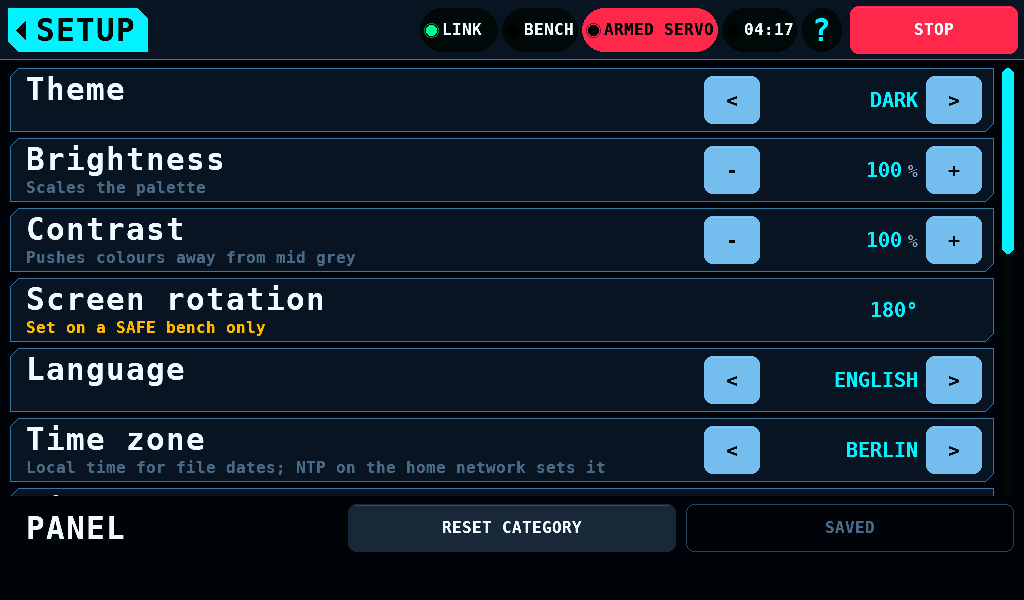 SETUP
LINK
BENCH
ARMED SERVO
04:17
?
STOP
Theme
<
DARK
>
Brightness
Scales the palette
-
100 %
+
Contrast
Pushes colours away from mid grey
-
100 %
+
Screen rotation
Set on a SAFE bench only
180°
Language
<
ENGLISH
>
Time zone
Local time for file dates; NTP on the home network sets it
<
BERLIN
>
PANEL
RESET CATEGORY
SAVED